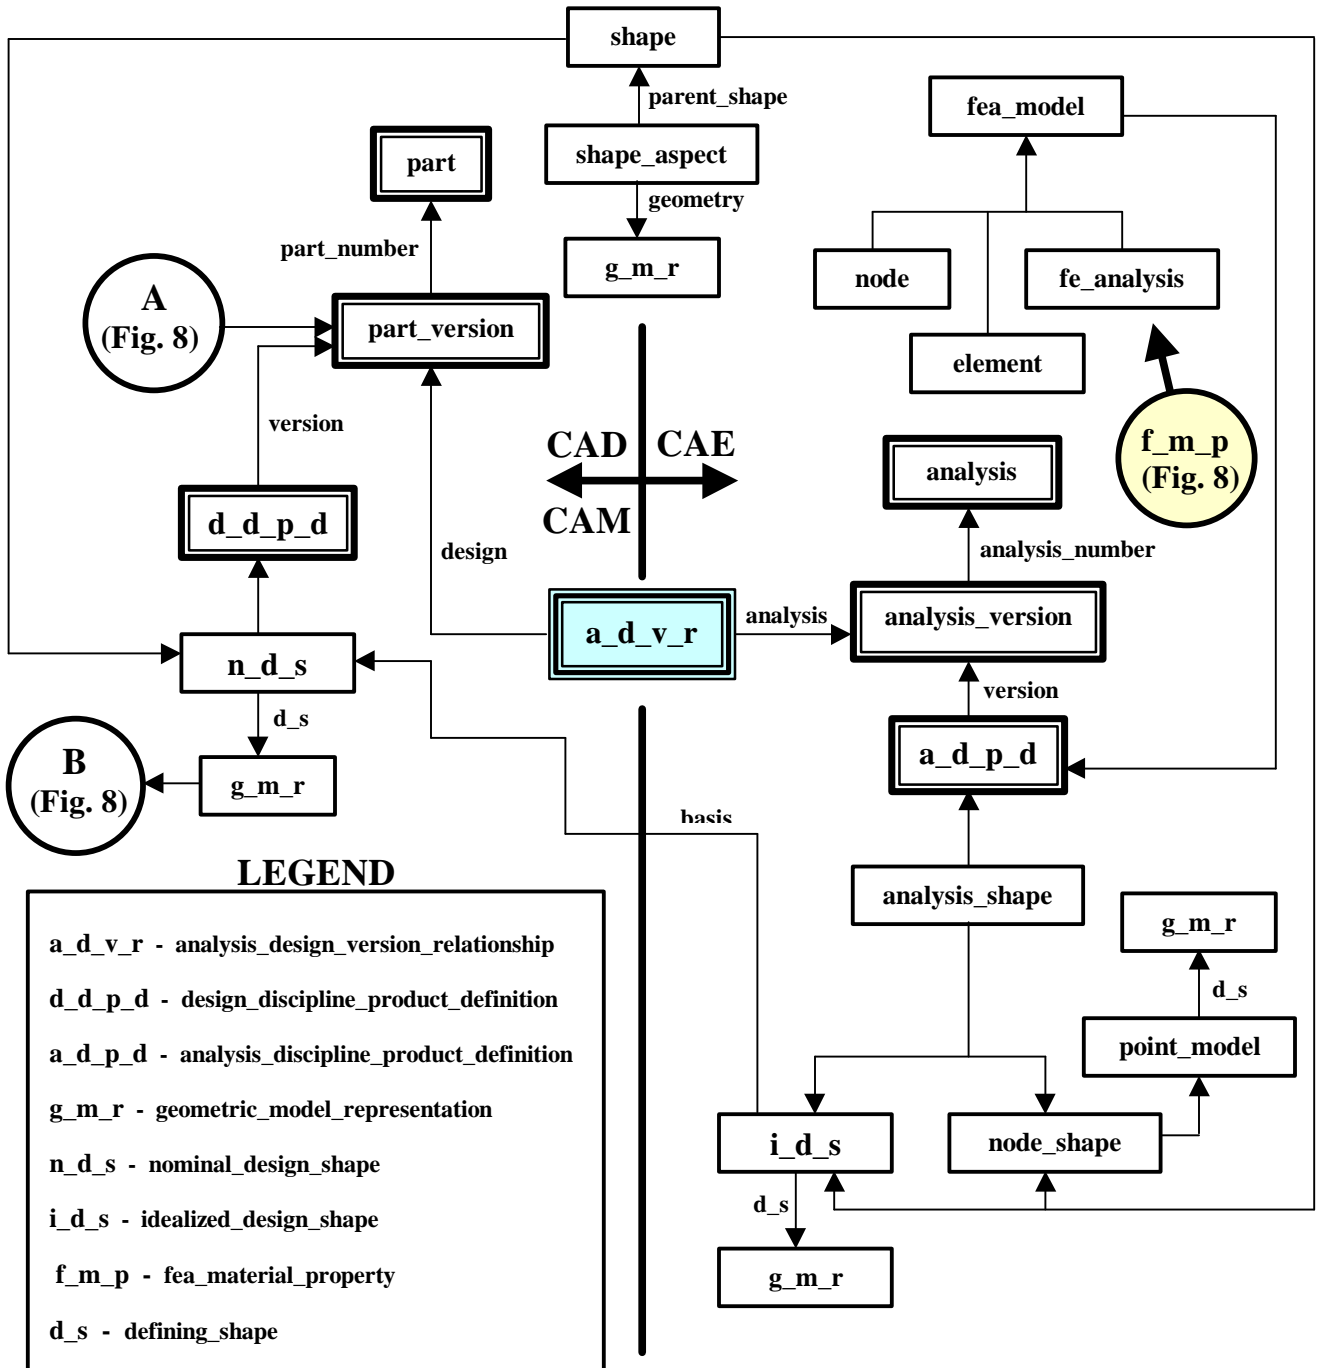 shape
parent_shape
fea_model
part
shape_aspect
geometry
part_number
g_m_r
node
fe_analysis
A
(Fig. 8)
part_version
element
version
CAD
CAE
CAM
f_m_p
(Fig. 8)
analysis
d_d_p_d
design
analysis_number
a_d_v_r
analysis
analysis_version
n_d_s
version
d_s
B
(Fig. 8)
g_m_r
a_d_p_d
basis
analysis_shape
g_m_r
d_s
point_model
i_d_s
node_shape
d_s
g_m_r
LEGEND
a_d_v_r - analysis_design_version_relationship
d_d_p_d - design_discipline_product_definition
a_d_p_d - analysis_discipline_product_definition
g_m_r - geometric_model_representation
n_d_s - nominal_design_shape
i_d_s - idealized_design_shape
f_m_p - fea_material_property
d_s - defining_shape